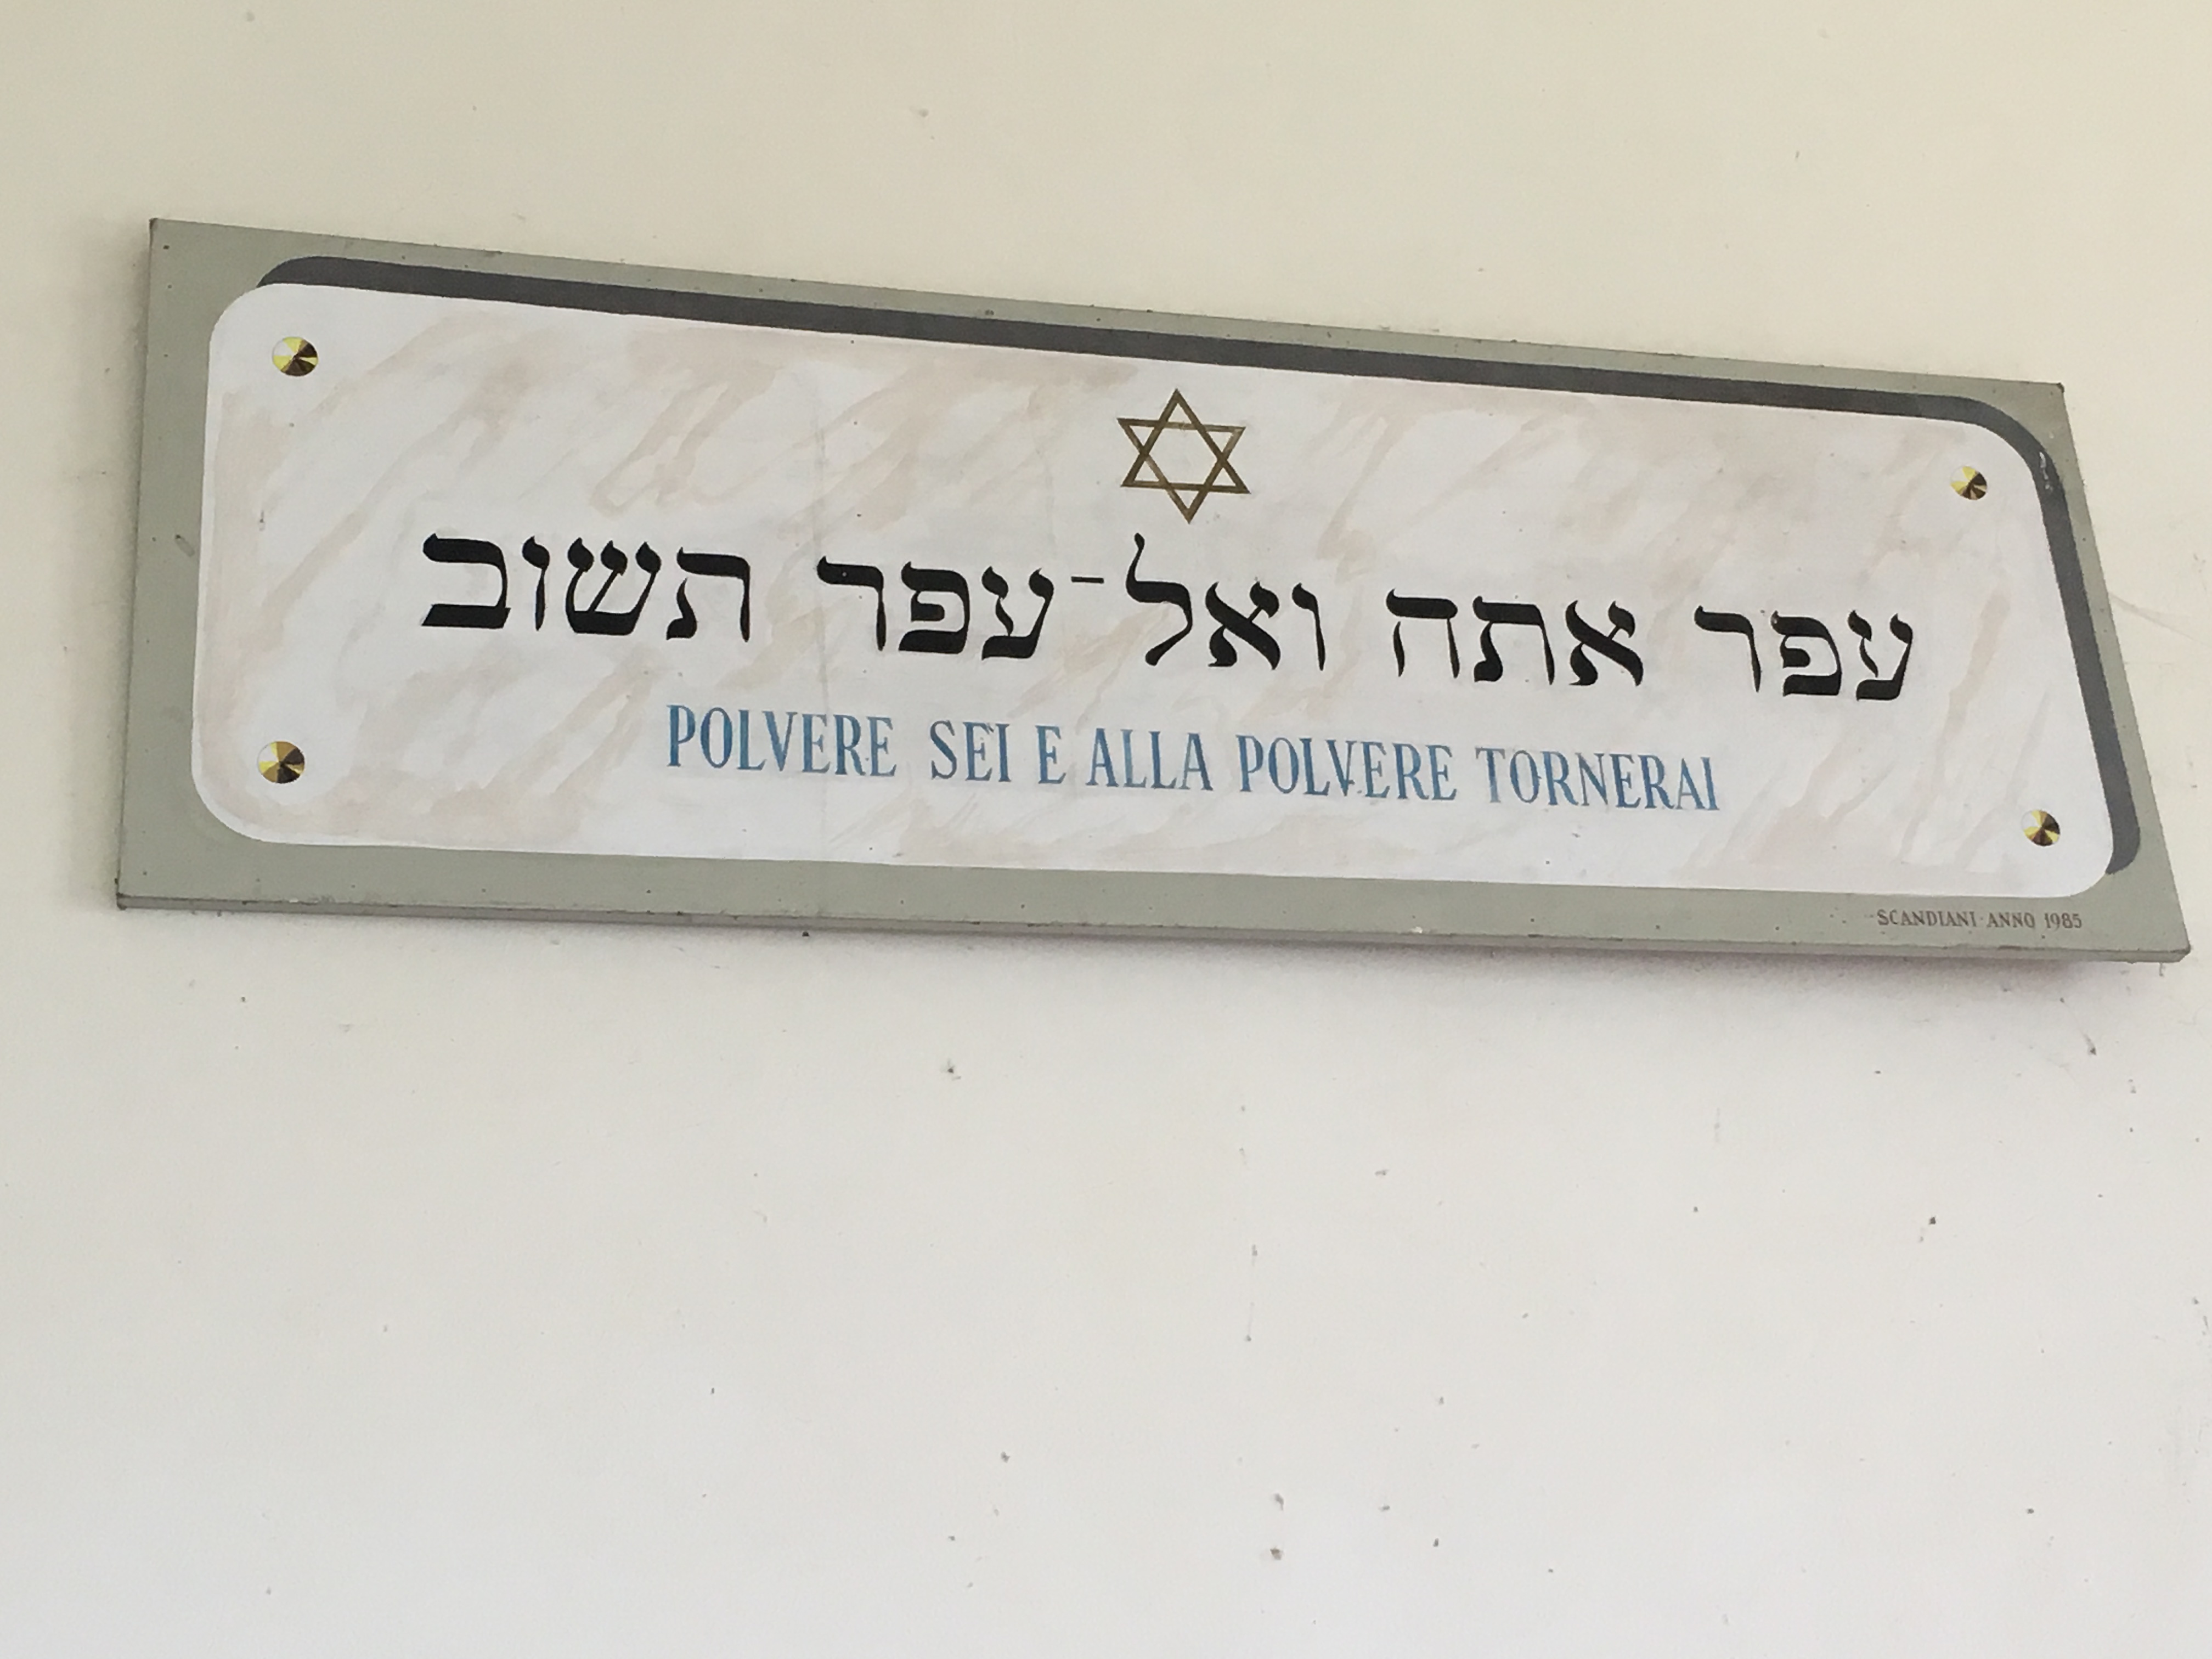 עפר אתה ואל־עפר תשוב
POLVERE SEI E ALLA POLVERE TORNERAI
SCANDIANI·ANNO 1985